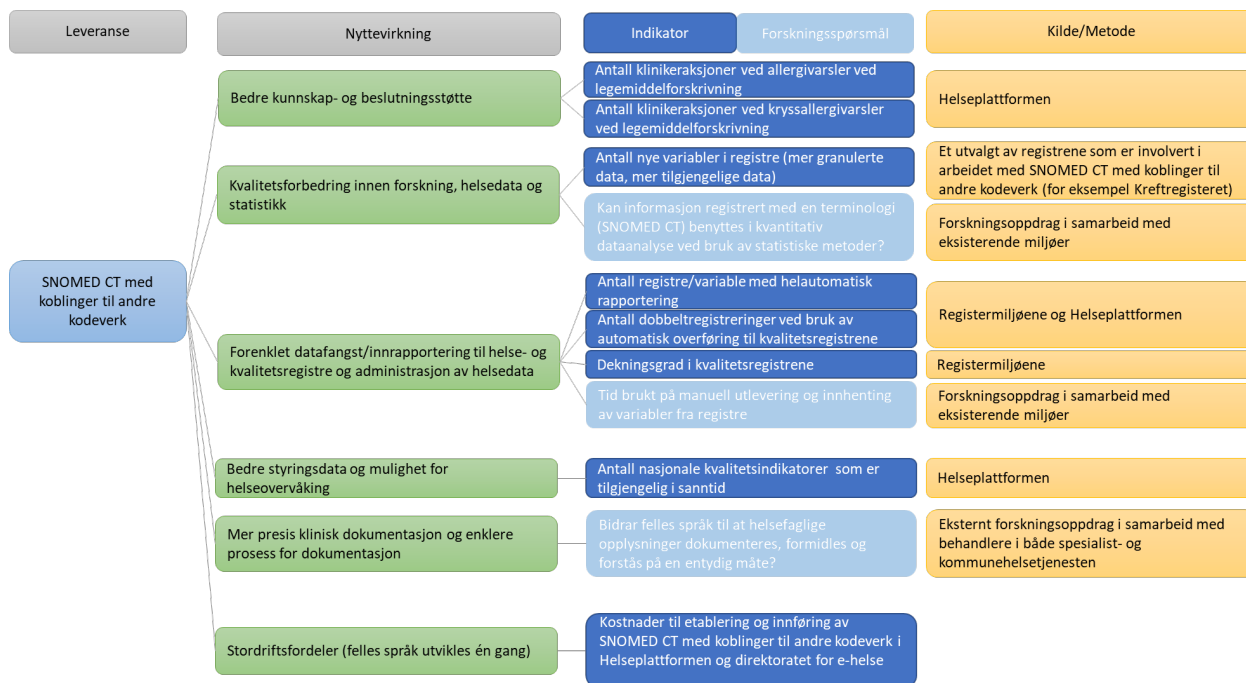 Leveranse
Nyttevirkning
Indikator
Forskningsspørsmål
Kilde/Metode
SNOMED CT med
koblinger til andre
kodeverk
Bedre kunnskap- og beslutningsstøtte
Antall klinikeraksjoner ved allergivarsler ved
legemiddelforskrivning
Antall klinikeraksjoner ved kryssallergivarsler
ved legemiddelforskrivning
Helseplattformen
Kvalitetsforbedring innen forskning, helsedata og
statistikk
Antall nye variabler i registre (mer granulerte
data, mer tilgjengelige data)
Et utvalgt av registrene som er involvert i
arbeidet med SNOMED CT med koblinger til
andre kodeverk (for eksempel Kreftregisteret)
Kan informasjon registrert med en terminologi
(SNOMED CT) benyttes i kvantitativ
dataanalyse ved bruk av statistiske metoder?
Forskningsoppdrag i samarbeid med
eksisterende miljøer
Forenklet datafangst/innrapportering til helse- og
kvalitetsregistre og administrasjon av helsedata
Antall registre/variable med helautomatisk
rapportering
Antall dobbeltregistreringer ved bruk av
automatisk overføring til kvalitetsregistrene
Registermiljøene og Helseplattformen
Dekningsgrad i kvalitetsregistrene
Registermiljøene
Tid brukt på manuell utlevering og innhenting
av variabler fra registre
Forskningsoppdrag i samarbeid med
eksisterende miljøer
Bedre styringsdata og mulighet for
helseovervåking
Antall nasjonale kvalitetsindikatorer som er
tilgjengelig i sanntid
Helseplattformen
Mer presis klinisk dokumentasjon og enklere
prosess for dokumentasjon
Bidrar felles språk til at helsefaglige
opplysninger dokumenteres, formidles og
forstås på en entydig måte?
Eksternt forskningsoppdrag i samarbeid med
behandlere i både spesialist- og
kommunehelsetjenesten
Stordriftsfordeler (felles språk utvikles én gang)
Kostnader til etablering og innføring av
SNOMED CT med koblinger til andre kodeverk i
Helseplattformen og direktoratet for e-helse